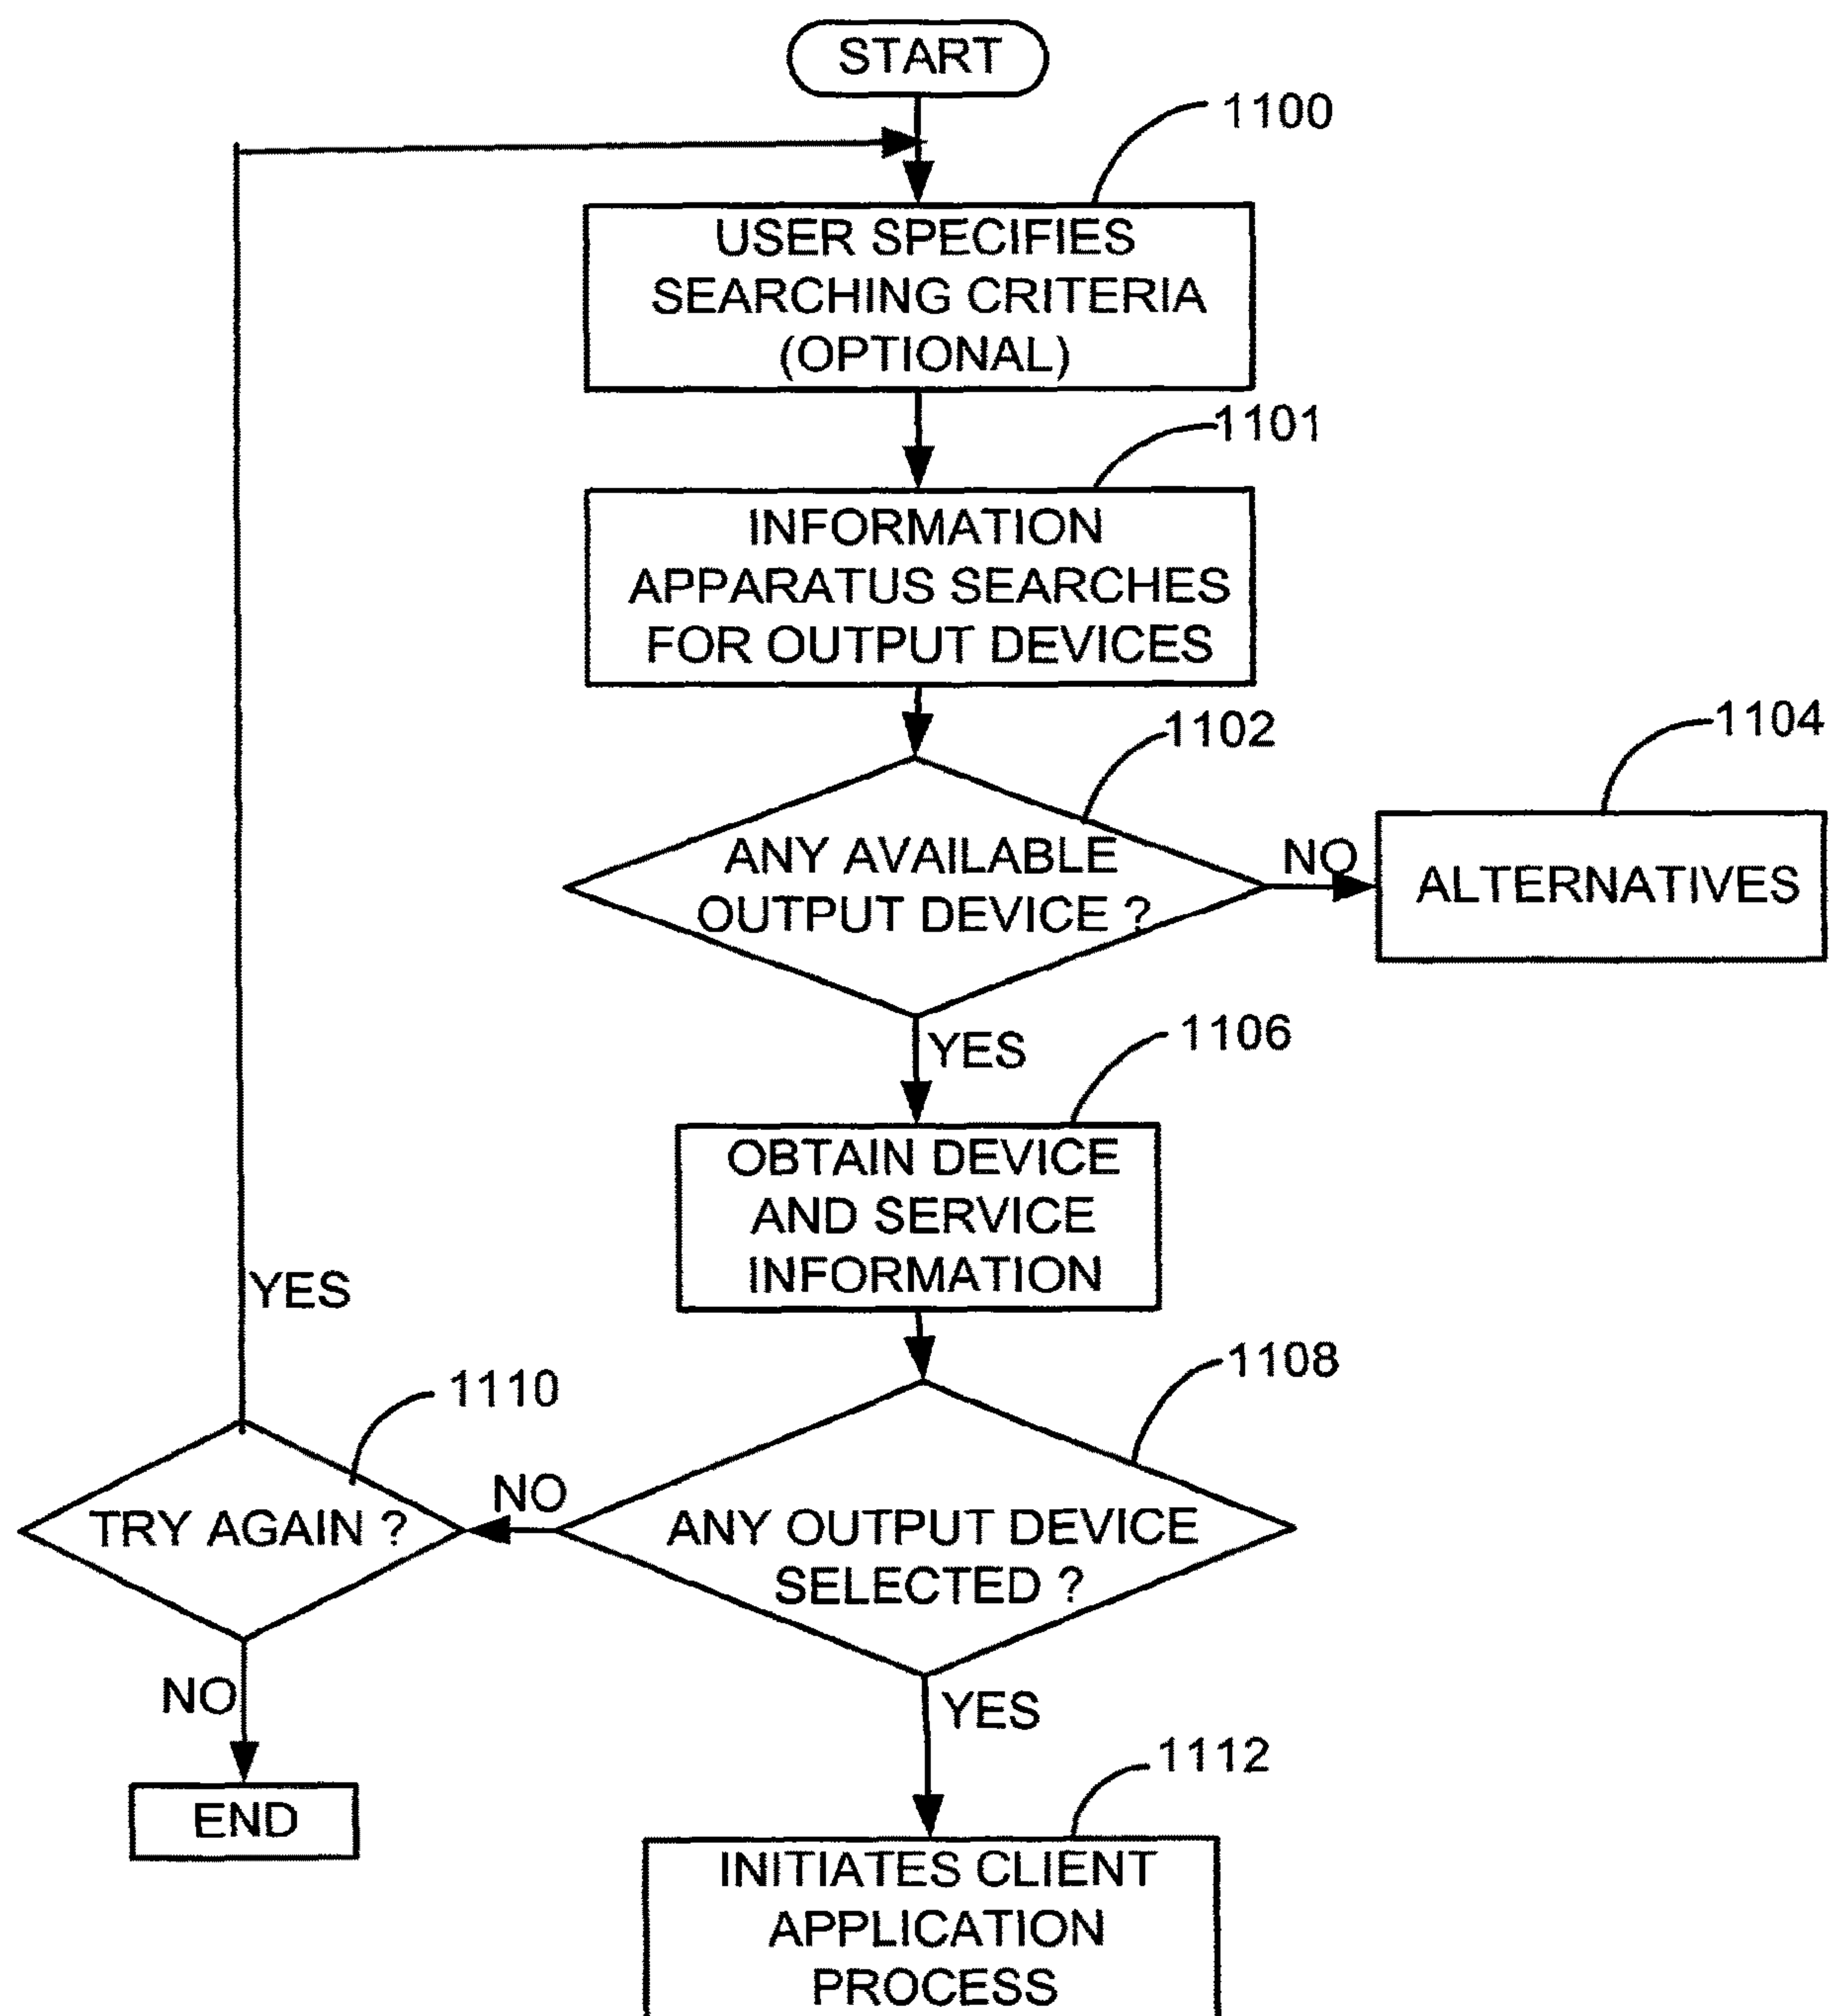 START
1100
USER SPECIFIES
SEARCHING CRITERIA
(OPTIONAL)
1101
INFORMATION
APPARATUS SEARCHES
FOR OUTPUT DEVICES
1102
1104
ANY AVAILABLE
OUTPUT DEVICE ?
NO
ALTERNATIVES
YES
1106
OBTAIN DEVICE
AND SERVICE
INFORMATION
YES
1108
1110
NO
TRY AGAIN ?
ANY OUTPUT DEVICE
SELECTED ?
NO
YES
1112
END
INITIATES CLIENT
APPLICATION
PROCESS